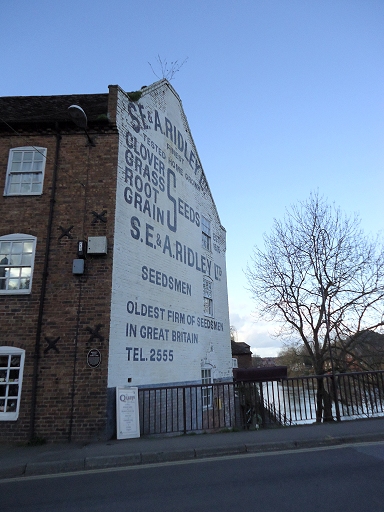 S.E. & A. RIDLEY
TESTED
CLOVER
GRASS
ROOT
GRAIN
SEEDS
S.E. & A. RIDLEY LTD
SEEDSMEN
OLDEST FIRM OF SEEDSMEN
IN GREAT BRITAIN
TEL. 2555